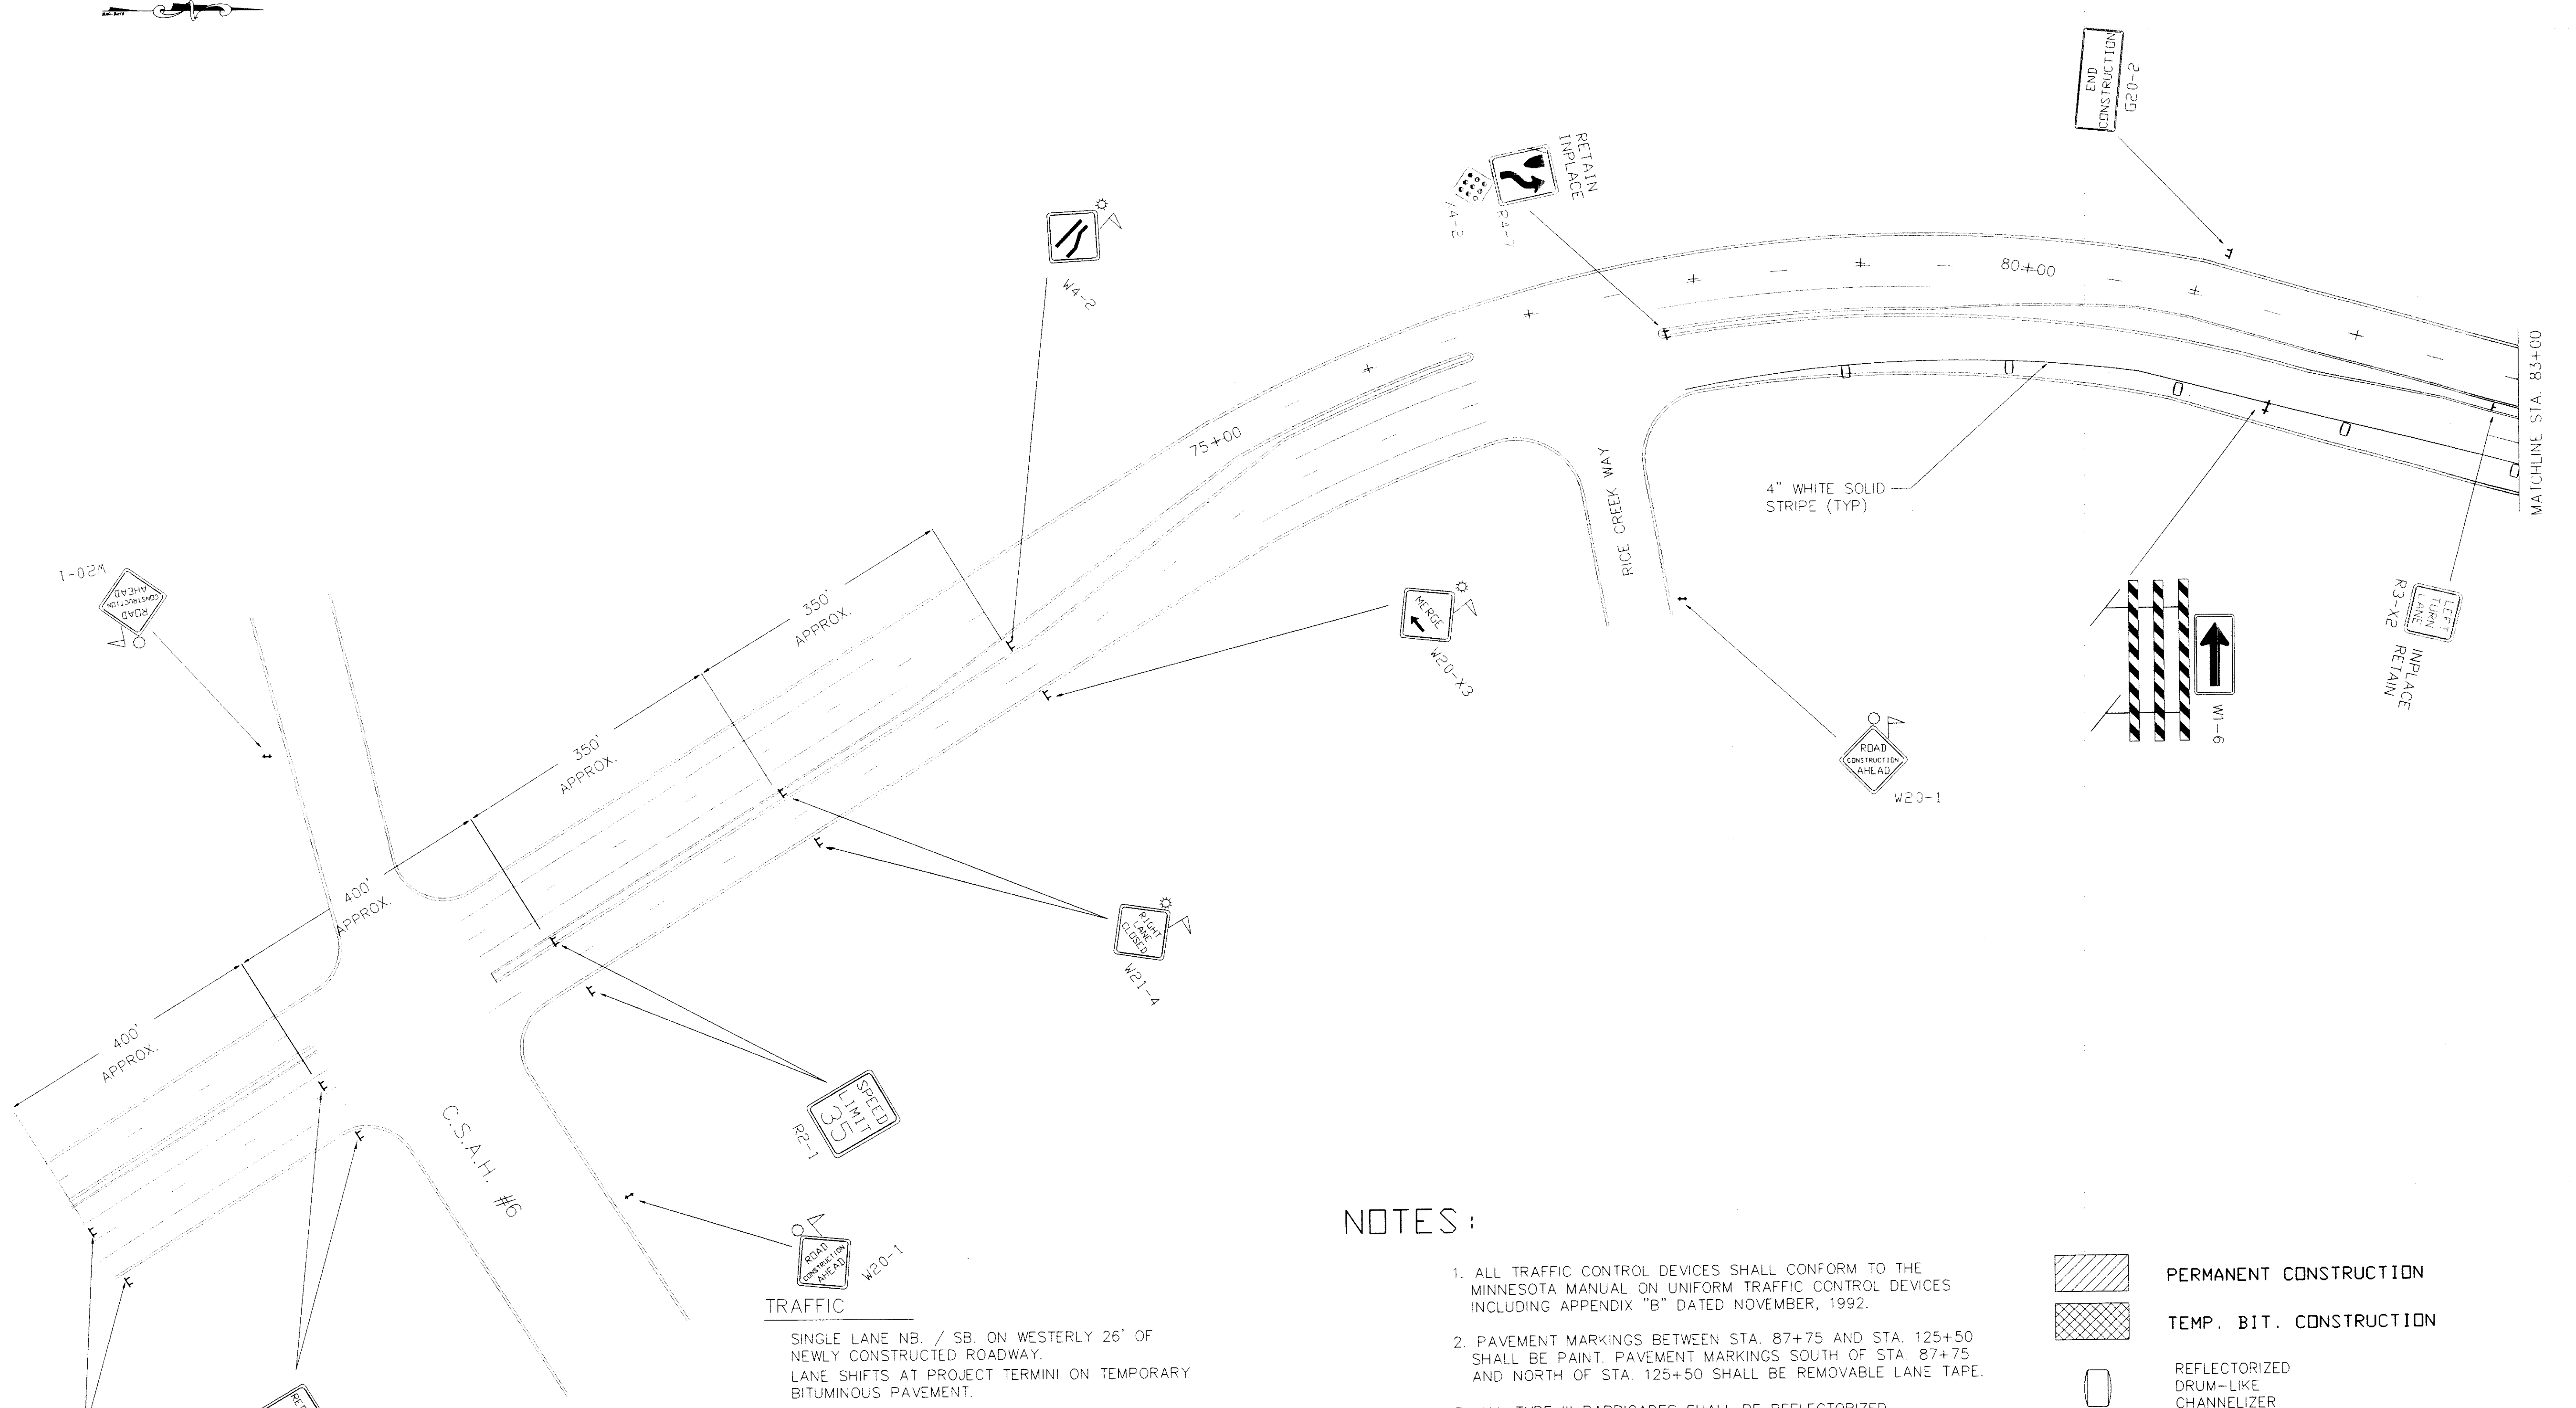 END
CONSTRUCTION
G20-2
RETAIN
INPLACE
R4-7
X4-2
W4-2
80+00
MATCHLINE STA. 83+00
75+00
RICE CREEK WAY
4" WHITE SOLID
STRIPE (TYP)
W20-1
ROAD
CONSTRUCTION
AHEAD
350'
APPROX.
MERGE
W20-X3
LEFT
TURN
LANE
R3-X2
INPLACE
RETAIN
W1-6
350'
APPROX.
ROAD
CONSTRUCTION
AHEAD
W20-1
400'
APPROX.
RIGHT
LANE
CLOSED
W21-4
400'
APPROX.
SPEED
LIMIT
35
R2-1
C.S.A.H. #6
ROAD
CONSTRUCTION
AHEAD
W20-1
TRAFFIC
SINGLE LANE NB. / SB. ON WESTERLY 26' OF
NEWLY CONSTRUCTED ROADWAY.
LANE SHIFTS AT PROJECT TERMINI ON TEMPORARY
BITUMINOUS PAVEMENT.
NOTES:
1. ALL TRAFFIC CONTROL DEVICES SHALL CONFORM TO THE
MINNESOTA MANUAL ON UNIFORM TRAFFIC CONTROL DEVICES
INCLUDING APPENDIX "B" DATED NOVEMBER, 1992.
2. PAVEMENT MARKINGS BETWEEN STA. 87+75 AND STA. 125+50
SHALL BE PAINT. PAVEMENT MARKINGS SOUTH OF STA. 87+75
AND NORTH OF STA. 125+50 SHALL BE REMOVABLE LANE TAPE.
TYPE III BARRICADES SHALL BE REFLECTORIZED
PERMANENT CONSTRUCTION
TEMP. BIT. CONSTRUCTION
REFLECTORIZED
DRUM-LIKE
CHANNELIZER